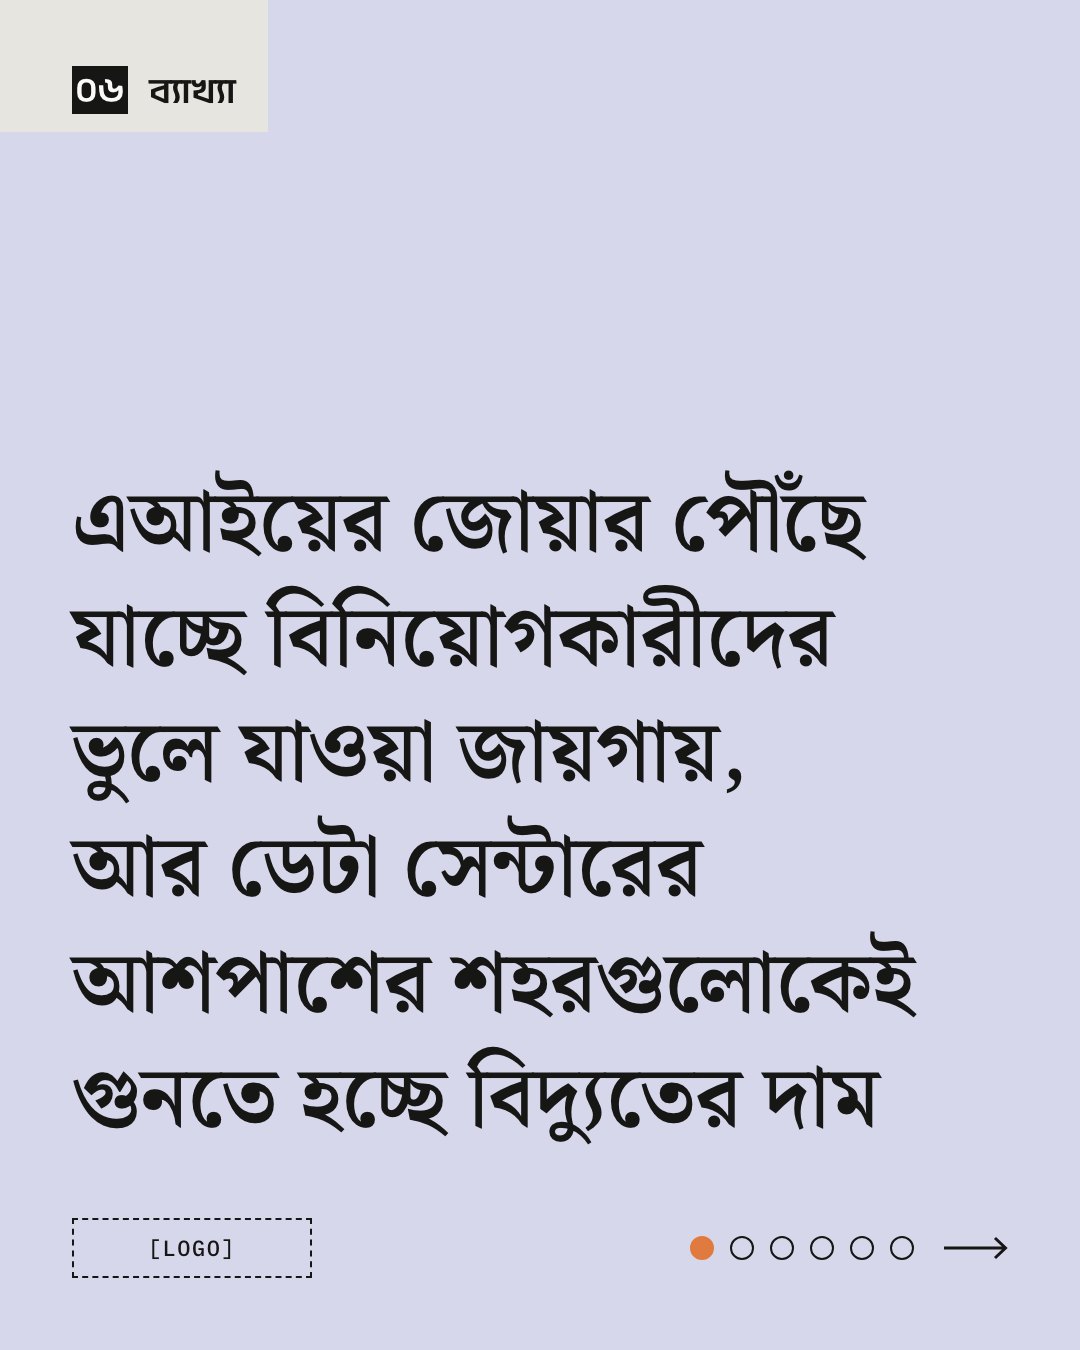 ০৬ ব্যাখ্যা
এআইয়ের জোয়ার পৌঁছে
যাচ্ছে বিনিয়োগকারীদের
ভুলে যাওয়া জায়গায়,
আর ডেটা সেন্টারের
আশপাশের শহরগুলোকেই
গুনতে হচ্ছে বিদ্যুতের দাম
[LOGO]